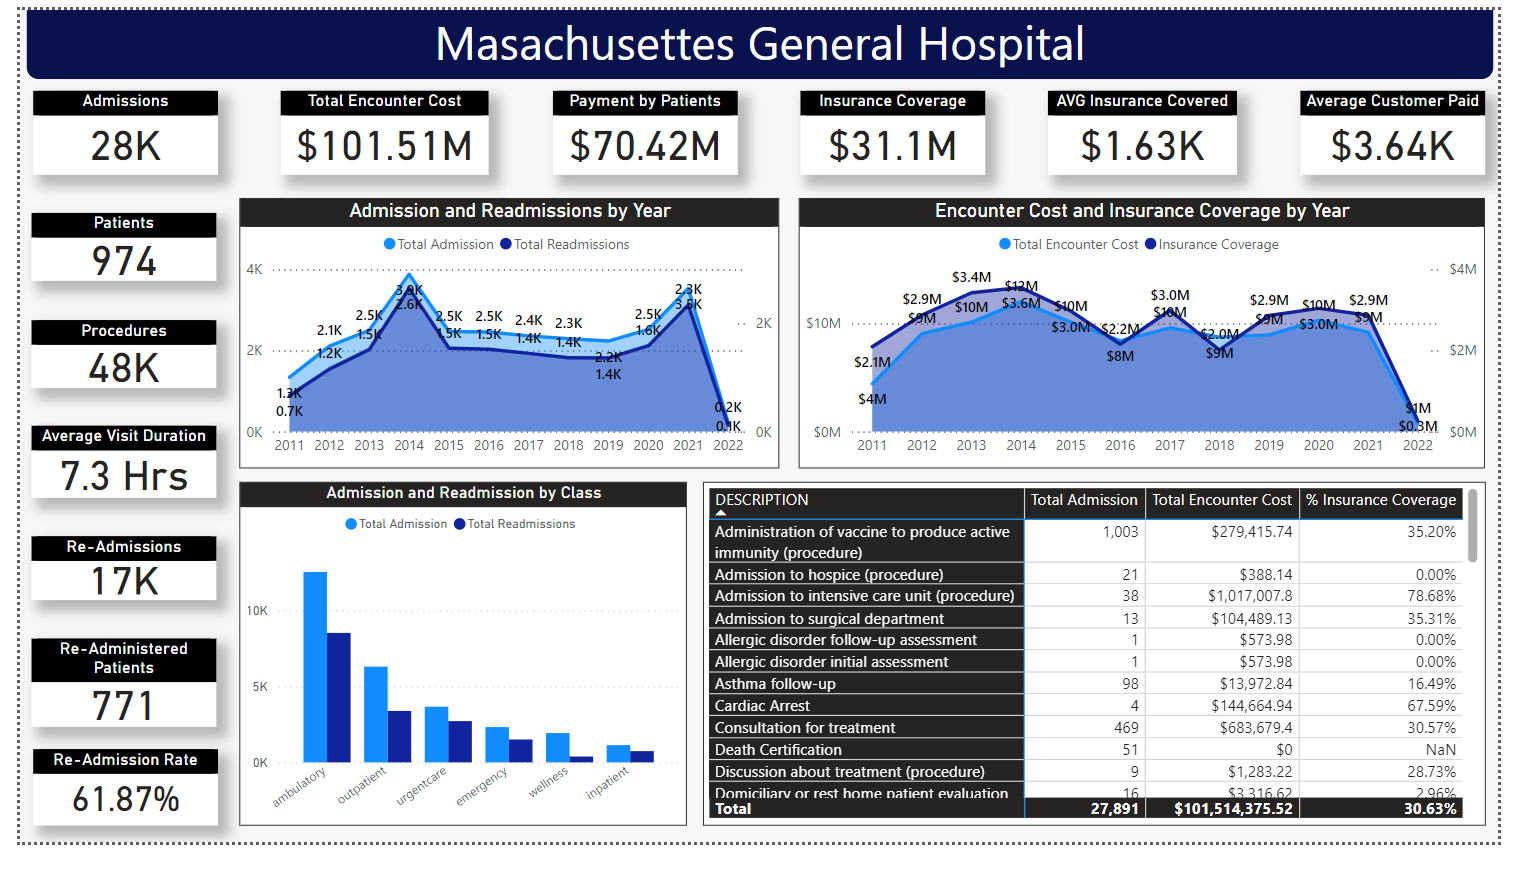 Masachusettes General Hospital
Admissions
28K
Total Encounter Cost
$101.51M
Payment by Patients
$70.42M
Insurance Coverage
$31.1M
AVG Insurance Covered
$1.63K
Average Customer Paid
$3.64K
Patients
974
Procedures
48K
Average Visit Duration
7.3 Hrs
Re-Admissions
17K
Re-Administered
Patients
771
Re-Admission Rate
61.87%
Admission and Readmissions by Year
Total Admission Total Readmissions
4K
2K
0K
2K
0K
1.3K 2.1K 2.5K 3.9K 2.5K 2.5K 2.4K 2.3K 2.2K 2.5K 3.5K 0.2K
0.7K 1.2K 1.5K 2.6K 1.5K 1.5K 1.4K 1.4K 1.4K 1.6K 2.3K 0.1K
2011 2012 2013 2014 2015 2016 2017 2018 2019 2020 2021 2022
Encounter Cost and Insurance Coverage by Year
Total Encounter Cost Insurance Coverage
$10M
$0M
$4M
$2M
$0M
$2.1M $2.9M $3.4M $3.6M $3.0M $2.2M $3.0M $2.0M $2.9M $3.0M $2.9M $0.3M
$4M $9M $10M $12M $10M $8M $10M $9M $9M $10M $9M $1M
2011 2012 2013 2014 2015 2016 2017 2018 2019 2020 2021 2022
Admission and Readmission by Class
Total Admission Total Readmissions
10K
5K
0K
ambulatory outpatient urgentcare emergency wellness inpatient
DESCRIPTION Total Admission Total Encounter Cost % Insurance Coverage
Administration of vaccine to produce active 1,003 $279,415.74 35.20%
immunity (procedure)
Admission to hospice (procedure) 21 $388.14 0.00%
Admission to intensive care unit (procedure) 38 $1,017,007.8 78.68%
Admission to surgical department 13 $104,489.13 35.31%
Allergic disorder follow-up assessment 1 $573.98 0.00%
Allergic disorder initial assessment 1 $573.98 0.00%
Asthma follow-up 98 $13,972.84 16.49%
Cardiac Arrest 4 $144,664.94 67.59%
Consultation for treatment 469 $683,679.4 30.57%
Death Certification 51 $0 NaN
Discussion about treatment (procedure) 9 $1,283.22 28.73%
Domiciliary or rest home patient evaluation 16 $3,316.62 2.96%
Total 27,891 $101,514,375.52 30.63%